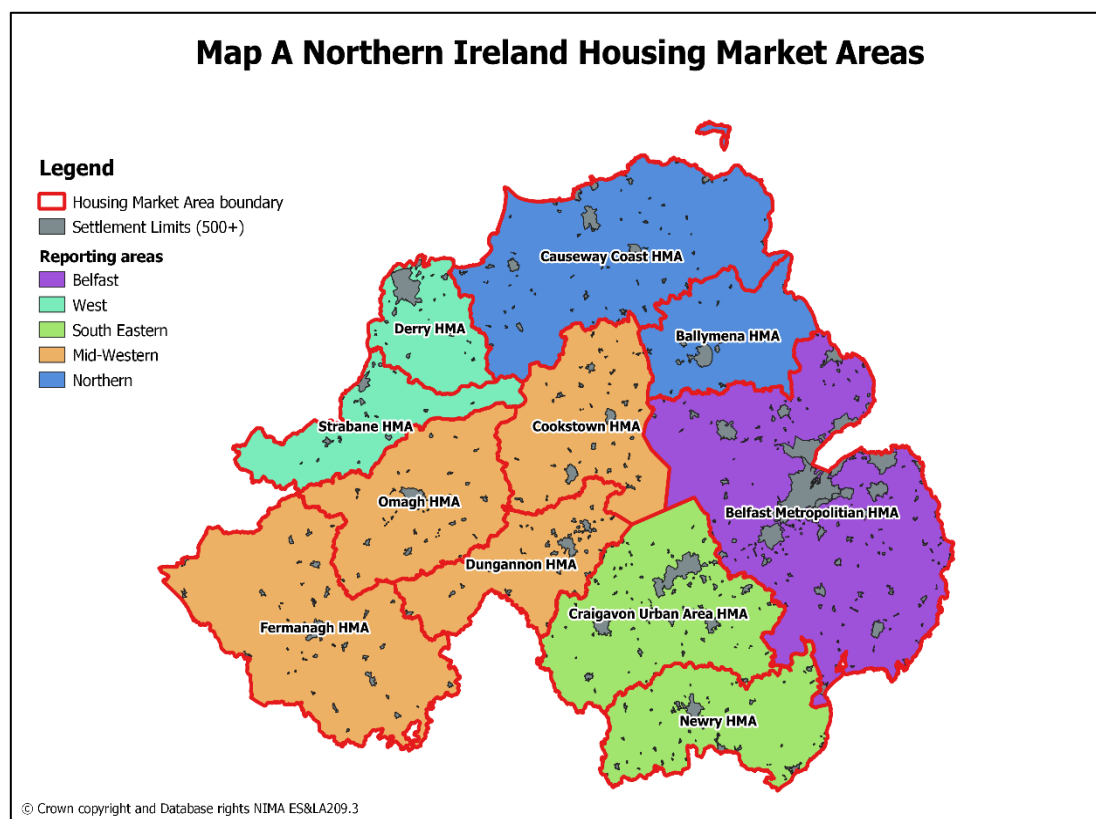 Map A Northern Ireland Housing Market Areas
Legend
Housing Market Area boundary
Settlement Limits (500+)
Reporting areas
Belfast
West
South Eastern
Mid-Western
Northern
Causeway Coast HMA
Derry HMA
Ballymena HMA
Strabane HMA
Cookstown HMA
Omagh HMA
Belfast Metropolitian HMA
Dungannon HMA
Craigavon Urban Area HMA
Fermanagh HMA
Newry HMA
© Crown copyright and Database rights NIMA ES&LA209.3